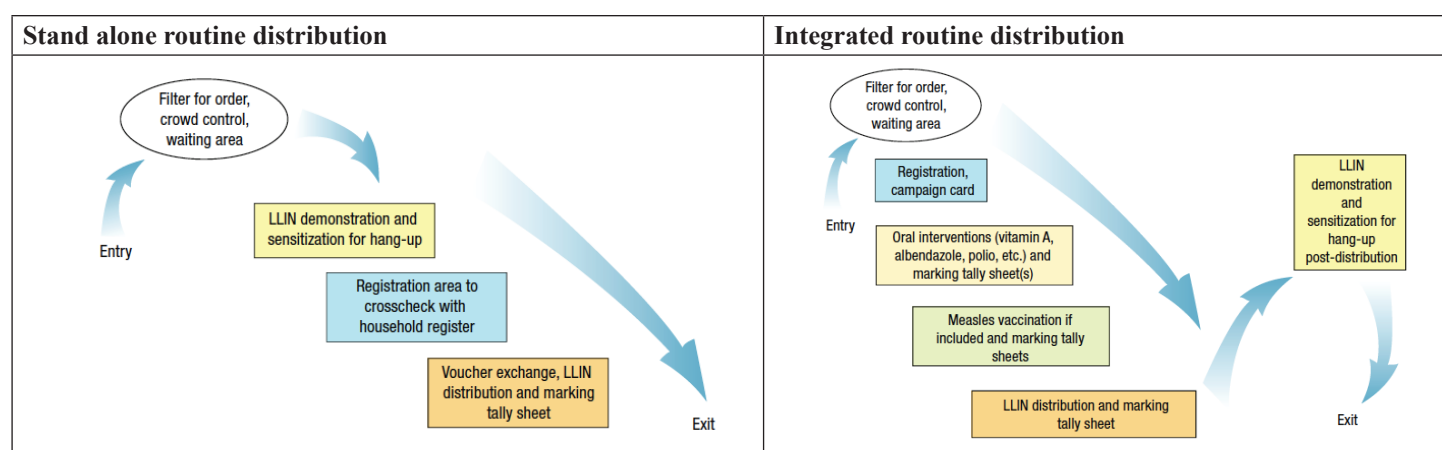 Stand alone routine distribution
Filter for order,
crowd control,
waiting area
Entry
LLIN demonstration and
sensitization for hang-up
Registration area to
crosscheck with
household register
Voucher exchange, LLIN
distribution and marking
tally sheet
Exit
Integrated routine distribution
Filter for order,
crowd control,
waiting area
Entry
Registration,
campaign card
Oral interventions (vitamin A,
albendazole, polio, etc.) and
marking tally sheet(s)
Measles vaccination if
included and marking tally
sheets
LLIN distribution and marking
tally sheet
LLIN
demonstration
and
sensitization for
hang-up
post-distribution
Exit